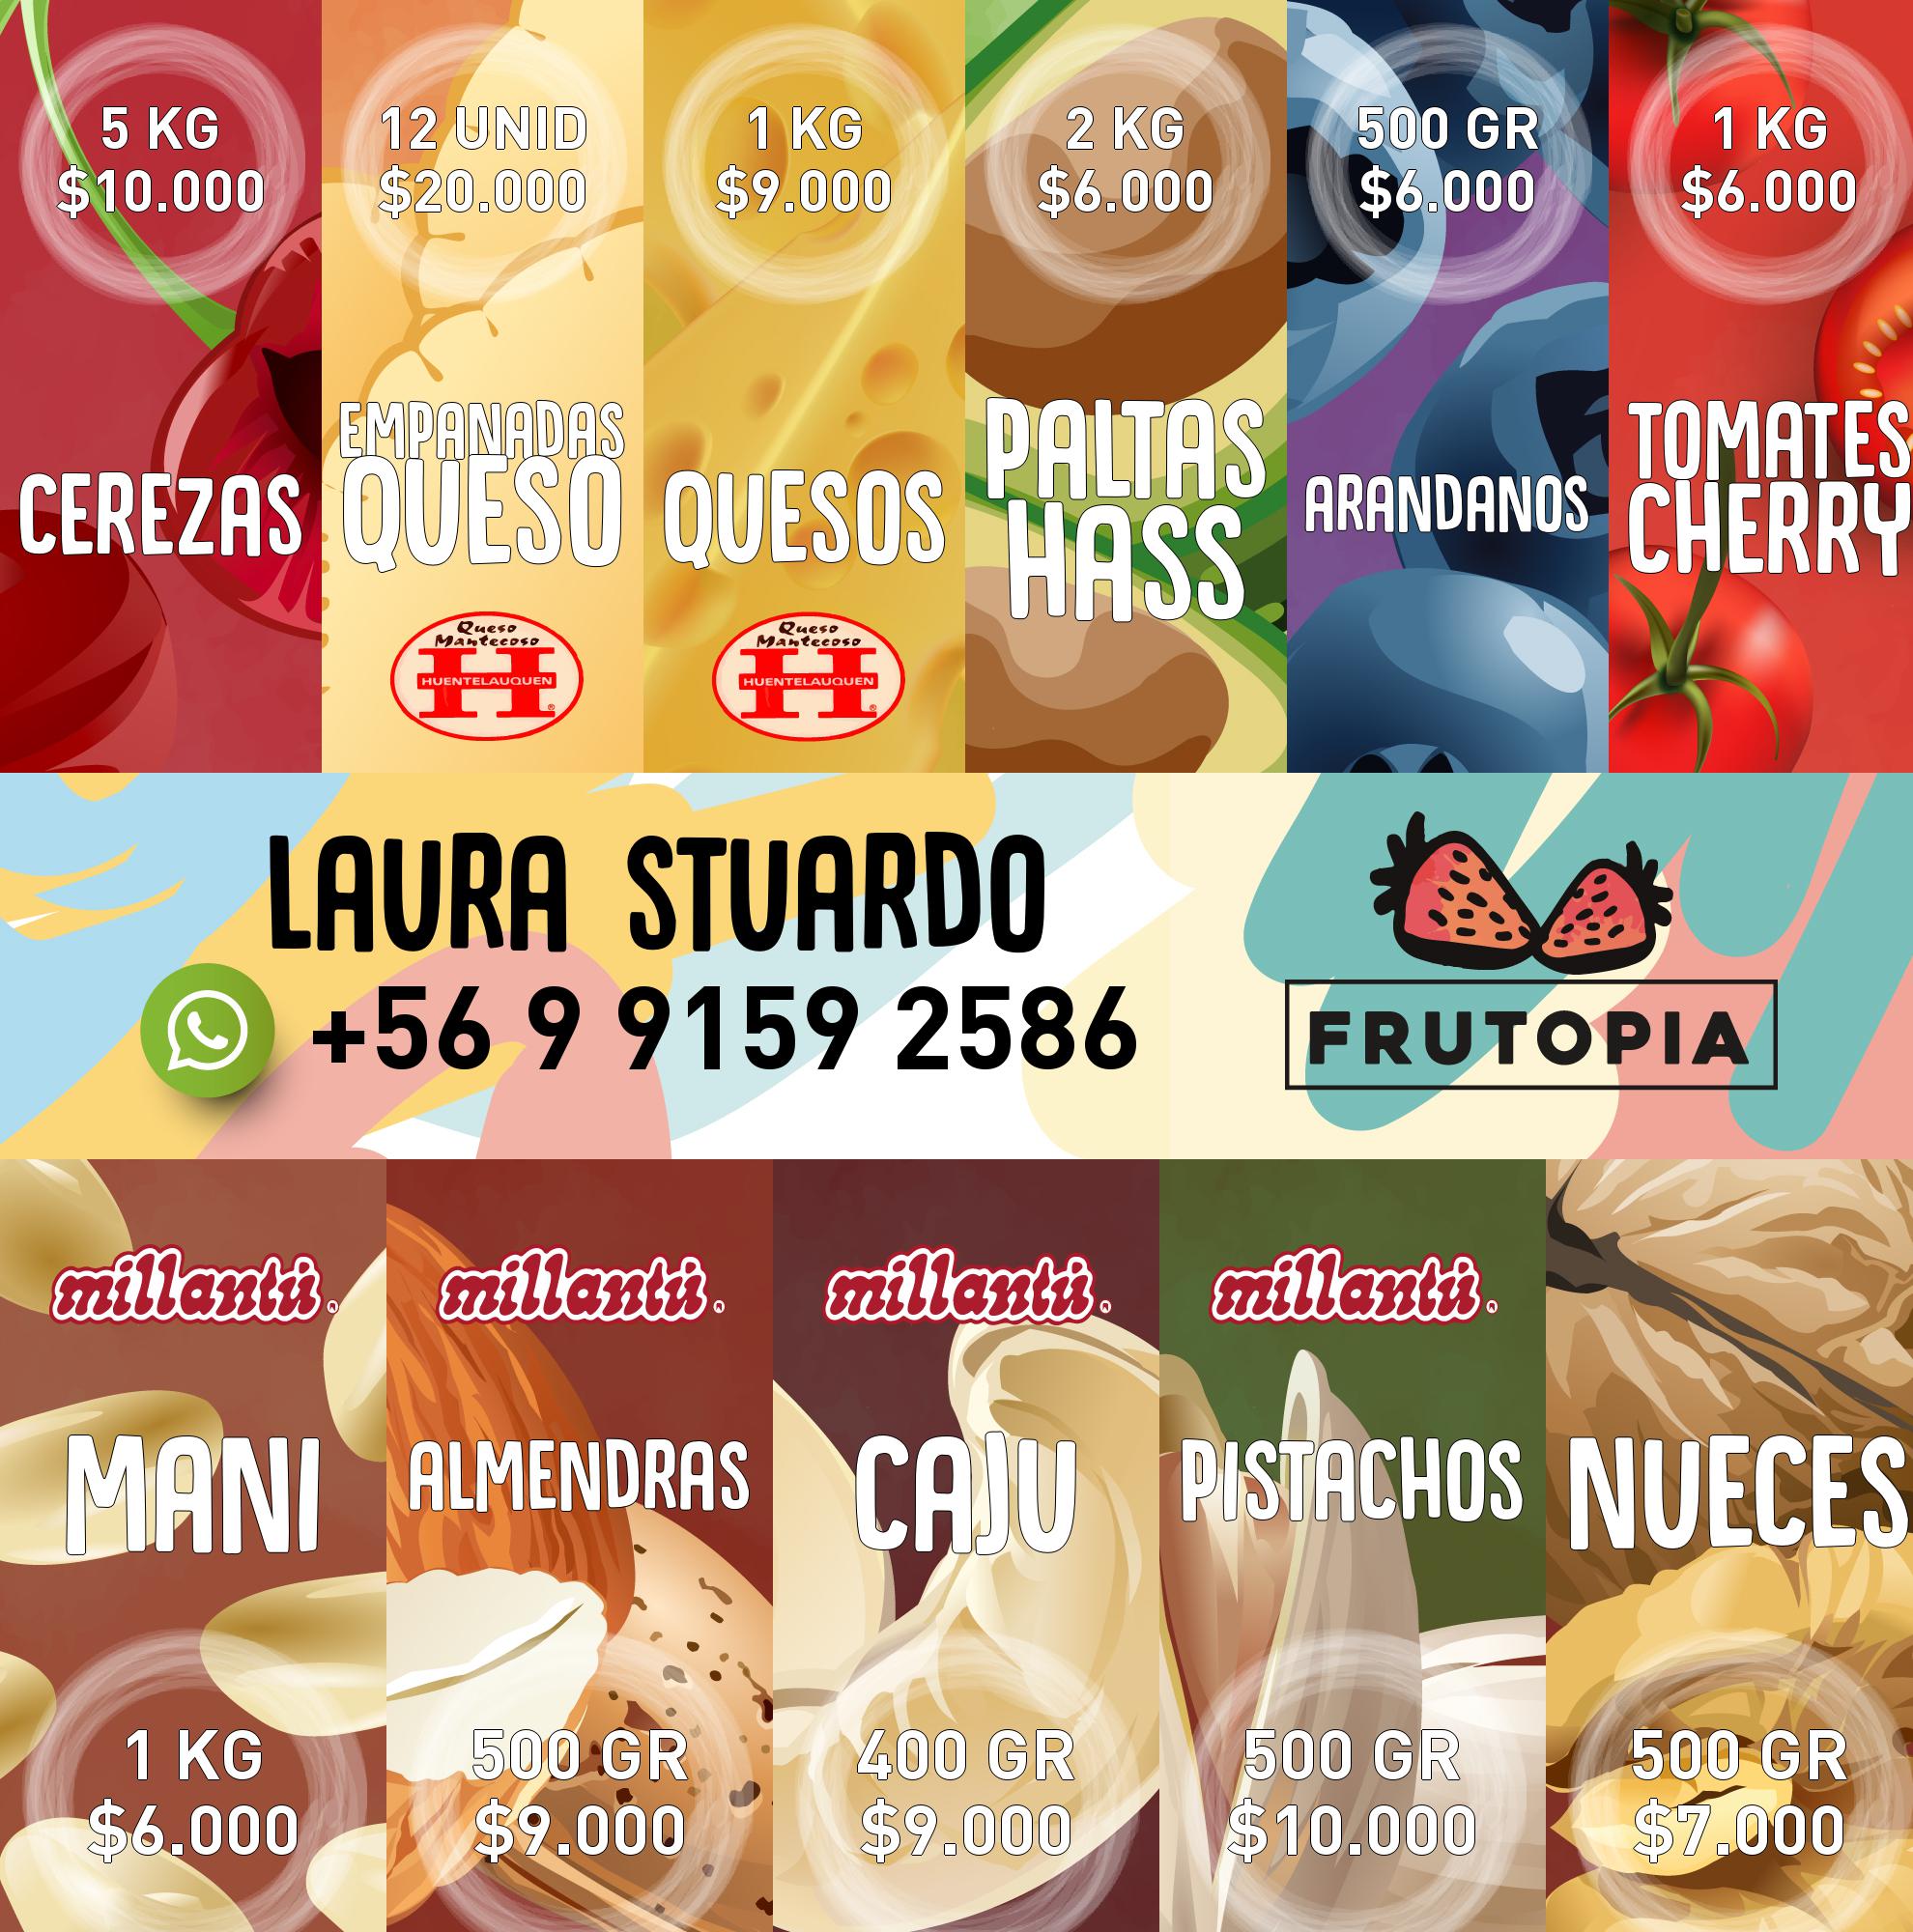 5 KG
$10.000
CEREZAS
12 UNID
$20.000
EMPANADAS
QUESO
Queso
Mantecoso
H
HUENTELAUQUEN
®
1 KG
$9.000
QUESOS
Queso
Mantecoso
H
HUENTELAUQUEN
®
2 KG
$6.000
PALTAS
HASS
500 GR
$6.000
ARANDANOS
1 KG
$6.000
TOMATES
CHERRY
LAURA STUARDO
+56 9 9159 2586
FRUTOPIA
millantú®
MANI
1 KG
$6.000
millantú®
ALMENDRAS
500 GR
$9.000
millantú®
CAJU
400 GR
$9.000
millantú®
PISTACHOS
500 GR
$10.000
NUECES
500 GR
$7.000